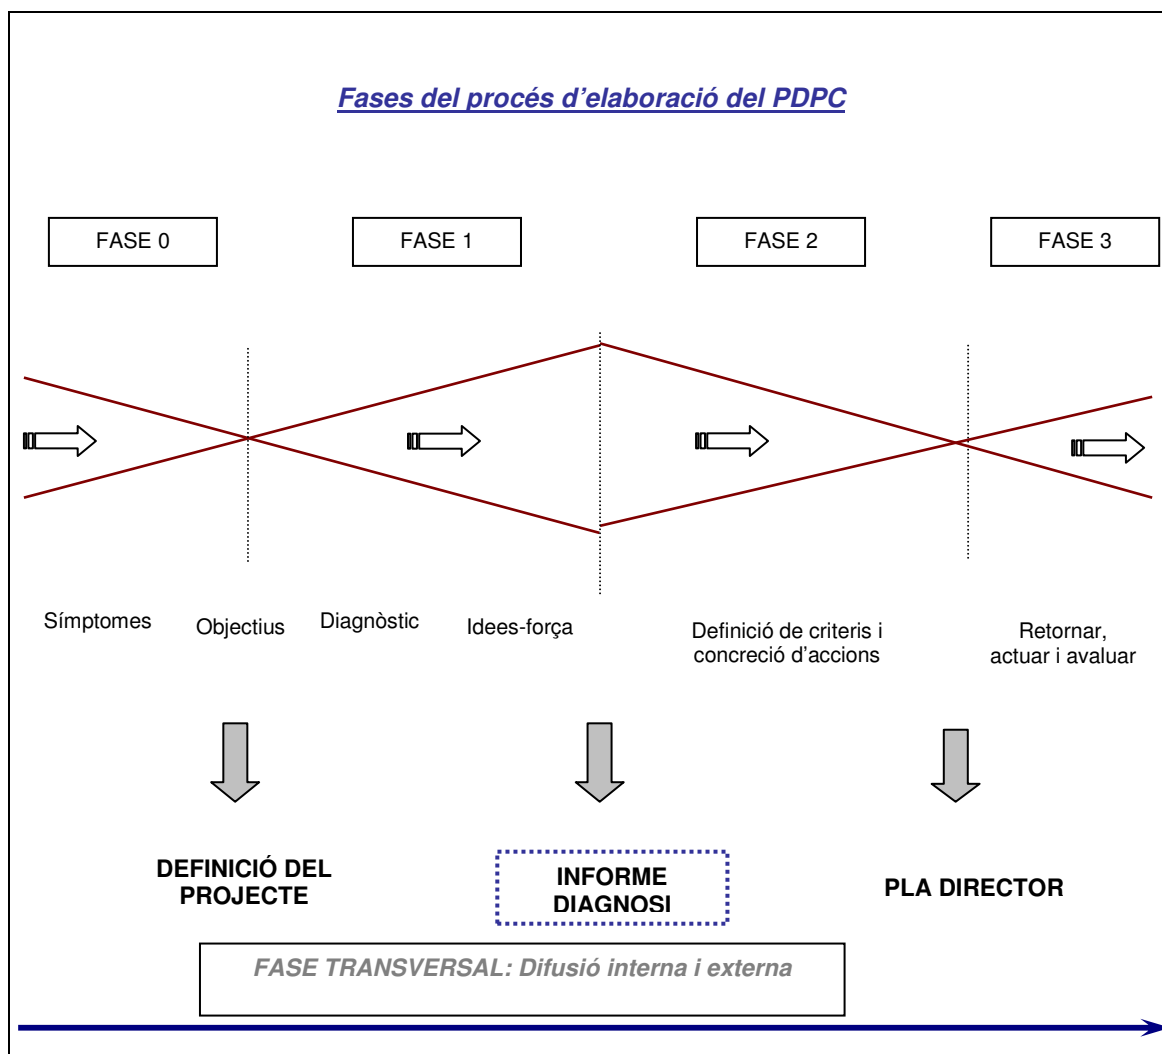 Fases del procés d'elaboració del PDPC
FASE 0
FASE 1
FASE 2
FASE 3
Símptomes
Objectius
Diagnòstic
Idees-força
Definició de criteris i
concreció d'accions
Retornar,
actuar i avaluar
DEFINICIÓ DEL
PROJECTE
INFORME
DIAGNOSI
PLA DIRECTOR
FASE TRANSVERSAL: Difusió interna i externa